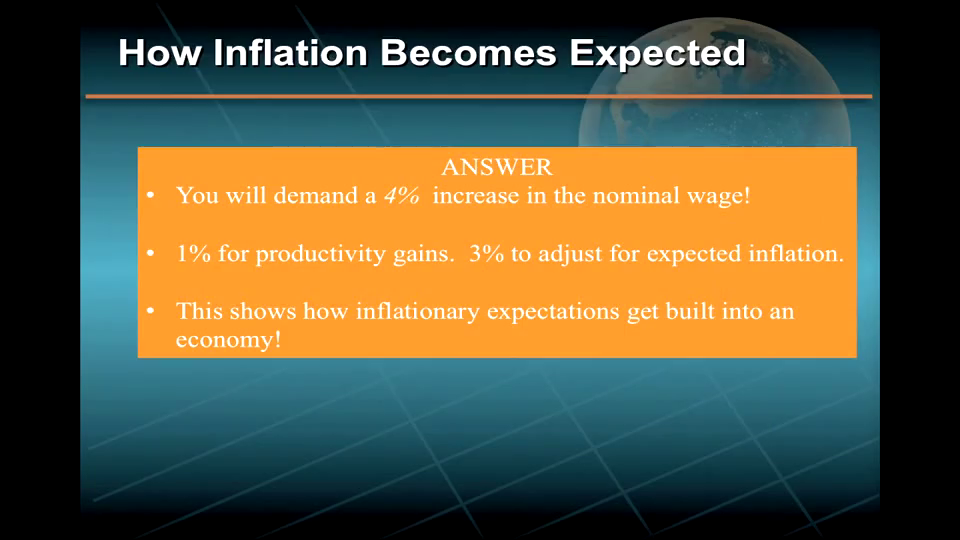 How Inflation Becomes Expected
ANSWER
• You will demand a 4% increase in the nominal wage!
• 1% for productivity gains. 3% to adjust for expected inflation.
• This shows how inflationary expectations get built into an
economy!